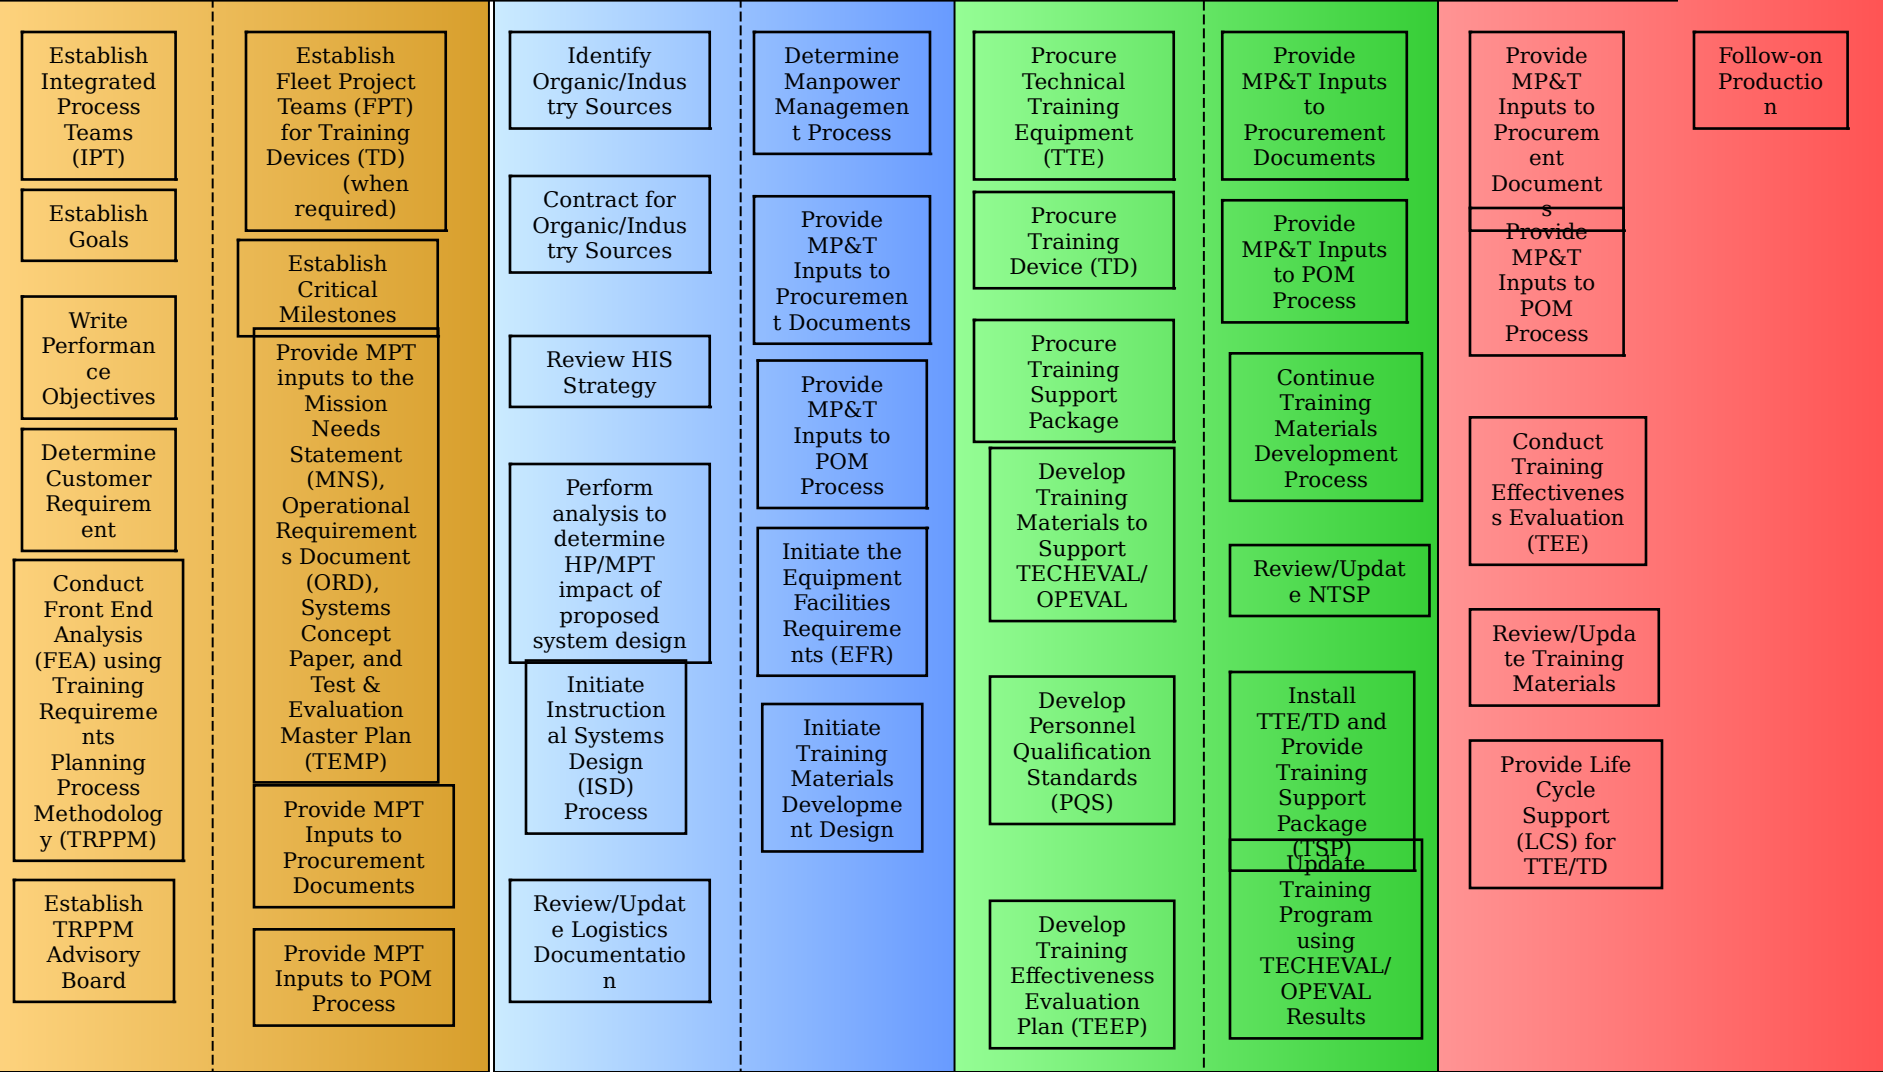 Establish
Integrated
Process
Teams
(IPT)
Establish
Goals
Write
Performan
ce
Objectives
Determine
Customer
Requirem
ent
Conduct
Front End
Analysis
(FEA) using
Training
Requireme
nts
Planning
Process
Methodolog
y (TRPPM)
Establish
TRPPM
Advisory
Board
Establish
Fleet Project
Teams (FPT)
for Training
Devices (TD)
(when
required)
Establish
Critical
Milestones
Provide MPT
inputs to the
Mission
Needs
Statement
(MNS),
Operational
Requirement
s Document
(ORD),
Systems
Concept
Paper, and
Test &
Evaluation
Master Plan
(TEMP)
Provide MPT
Inputs to
Procurement
Documents
Provide MPT
Inputs to POM
Process
Identify
Organic/Indus
try Sources
Contract for
Organic/Indus
try Sources
Review HIS
Strategy
Perform
analysis to
determine
HP/MPT
impact of
proposed
system design
Initiate
Instruction
al Systems
Design
(ISD)
Process
Review/Updat
e Logistics
Documentatio
n
Determine
Manpower
Managemen
t Process
Provide
MP&T
Inputs to
Procuremen
t Documents
Provide
MP&T
Inputs to
POM
Process
Initiate the
Equipment
Facilities
Requireme
nts (EFR)
Initiate
Training
Materials
Developme
nt Design
Procure
Technical
Training
Equipment
(TTE)
Procure
Training
Device (TD)
Procure
Training
Support
Package
Develop
Training
Materials to
Support
TECHEVAL/
OPEVAL
Develop
Personnel
Qualification
Standards
(PQS)
Develop
Training
Effectiveness
Evaluation
Plan (TEEP)
Provide
MP&T Inputs
to
Procurement
Documents
Provide
MP&T Inputs
to POM
Process
Continue
Training
Materials
Development
Process
Review/Updat
e NTSP
Install
TTE/TD and
Provide
Training
Support
Package
(TSP)
Update
Training
Program
using
TECHEVAL/
OPEVAL
Results
Provide
MP&T
Inputs to
Procurem
ent
Document
s
Provide
MP&T
Inputs to
POM
Process
Conduct
Training
Effectivenes
s Evaluation
(TEE)
Review/Upda
te Training
Materials
Provide Life
Cycle
Support
(LCS) for
TTE/TD
Follow-on
Productio
n